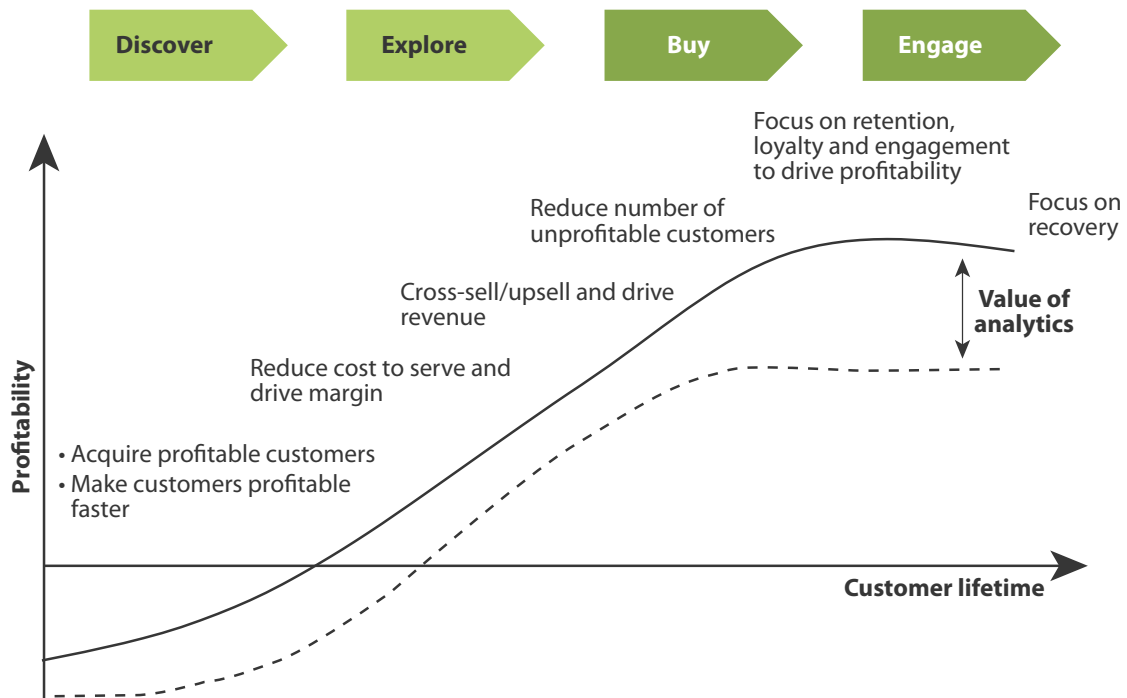 Discover
Explore
Buy
Engage
Focus on retention,
loyalty and engagement
to drive profitability
Focus on
recovery
Reduce number of
unprofitable customers
Cross-sell/upsell and drive
revenue
Value of
analytics
Reduce cost to serve and
drive margin
Profitability
• Acquire profitable customers
• Make customers profitable
faster
Customer lifetime